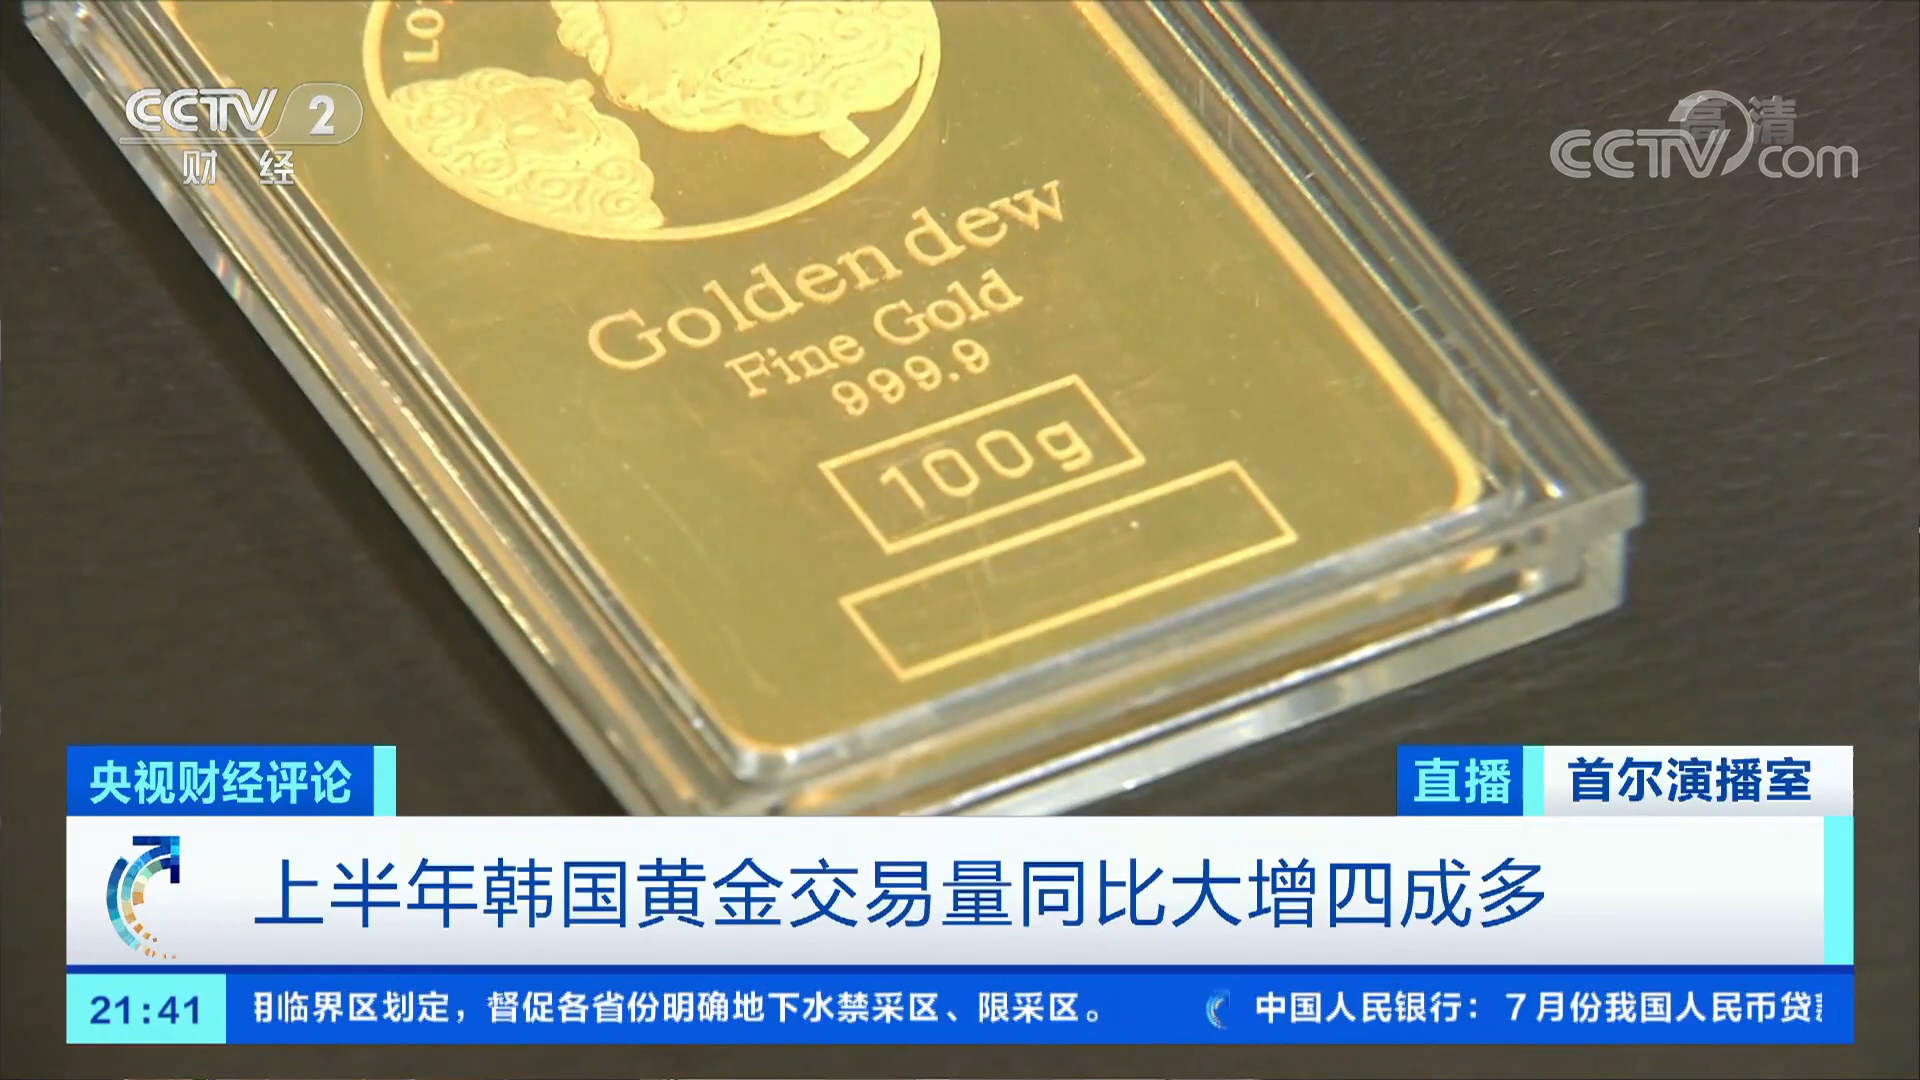 CCTV 2
财 经
高清
CCTV com
Golden dew
Fine Gold
999.9
100g
央视财经评论
直播 首尔演播室
上半年韩国黄金交易量同比大增四成多
21:41 用临界区划定，督促各省份明确地下水禁采区、限采区。 中国人民银行：7月份我国人民币贷